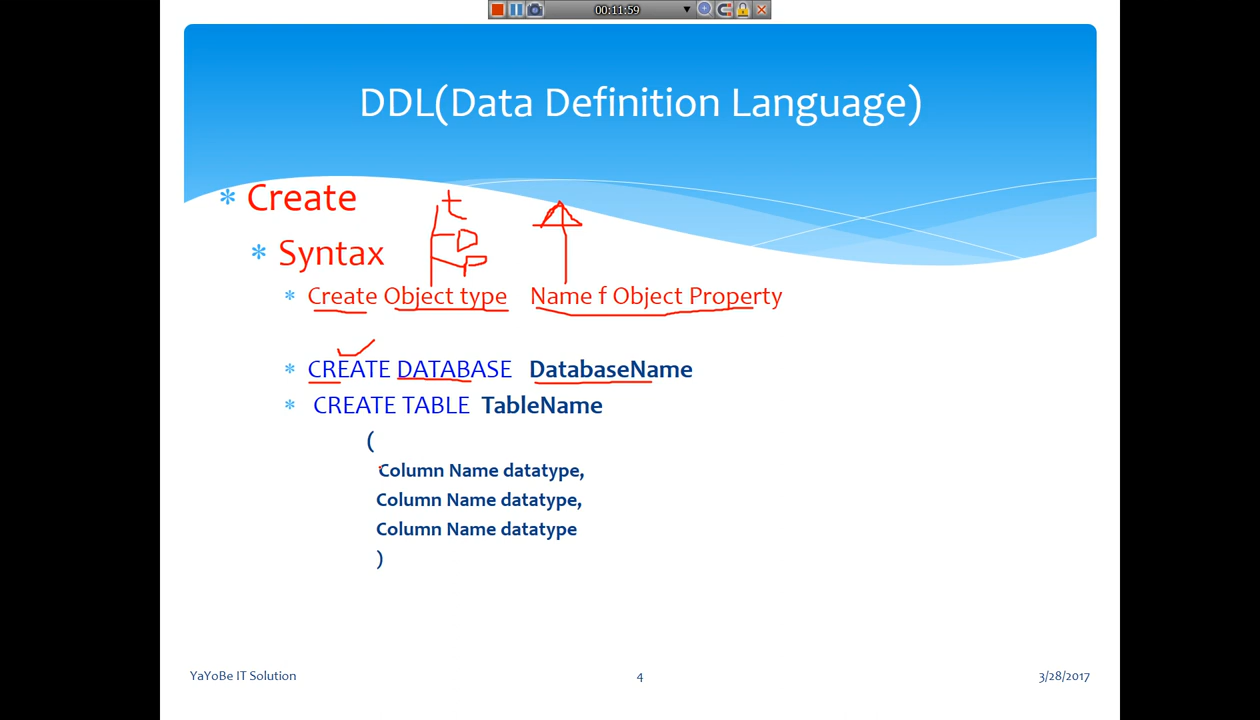 00:11:59
DDL(Data Definition Language)
Create
t
Syntax
Create Object type Name f Object Property
CREATE DATABASE DatabaseName
CREATE TABLE TableName
(
Column Name datatype,
Column Name datatype,
Column Name datatype
)
YaYoBe IT Solution 4 3/28/2017